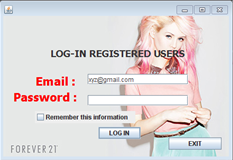 LOG-IN REGISTERED USERS
Email :
xyz@gmail.com
Password :
Remember this information
LOG IN
EXIT
FOREVER 21